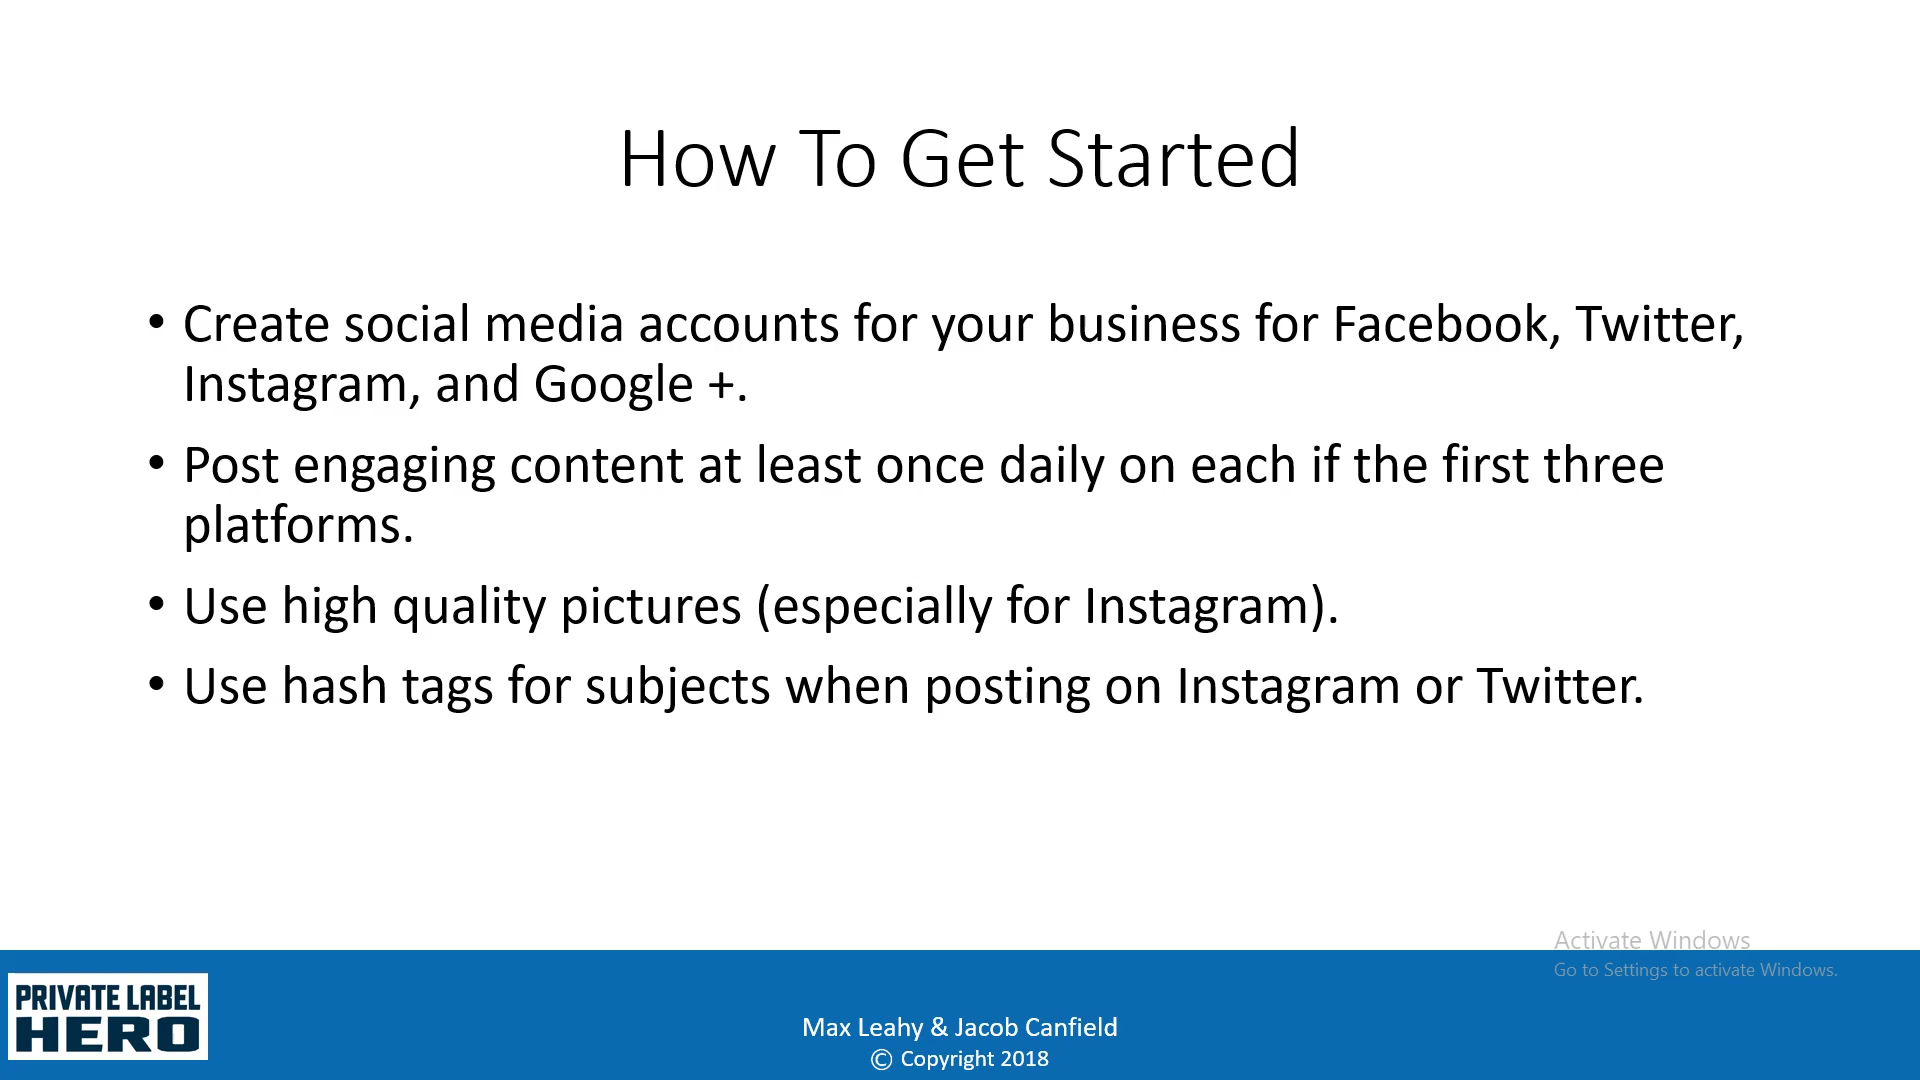 How To Get Started
• Create social media accounts for your business for Facebook, Twitter,
Instagram, and Google +.
• Post engaging content at least once daily on each if the first three
platforms.
• Use high quality pictures (especially for Instagram).
• Use hash tags for subjects when posting on Instagram or Twitter.
Activate Windows
Go to Settings to activate Windows.
PRIVATE LABEL
HERO
Max Leahy & Jacob Canfield
© Copyright 2018